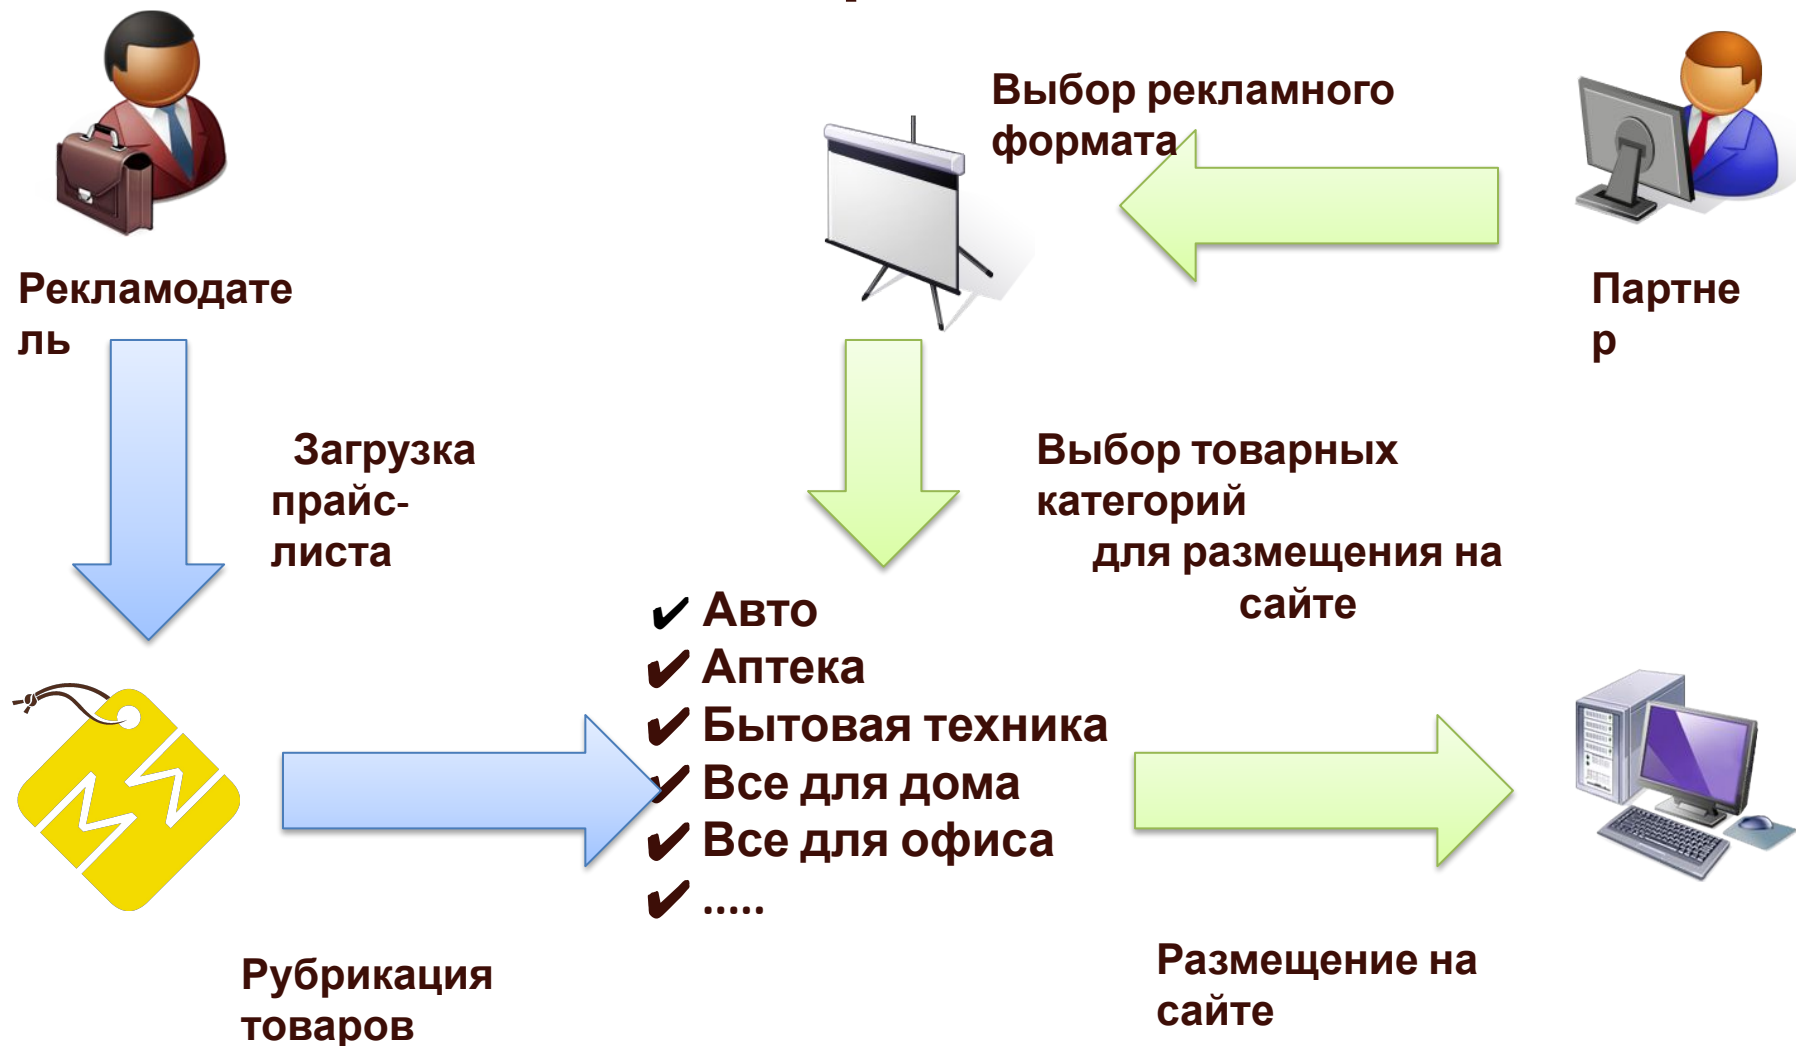 Выбор рекламного
формата
Рекламодате
ль
Партне
р
Загрузка
прайс-
листа
Выбор товарных
категорий
для размещения на
сайте
✔ Авто
✔ Аптека
✔ Бытовая техника
✔ Все для дома
✔ Все для офиса
✔ .....
Рубрикация
товаров
Размещение на
сайте